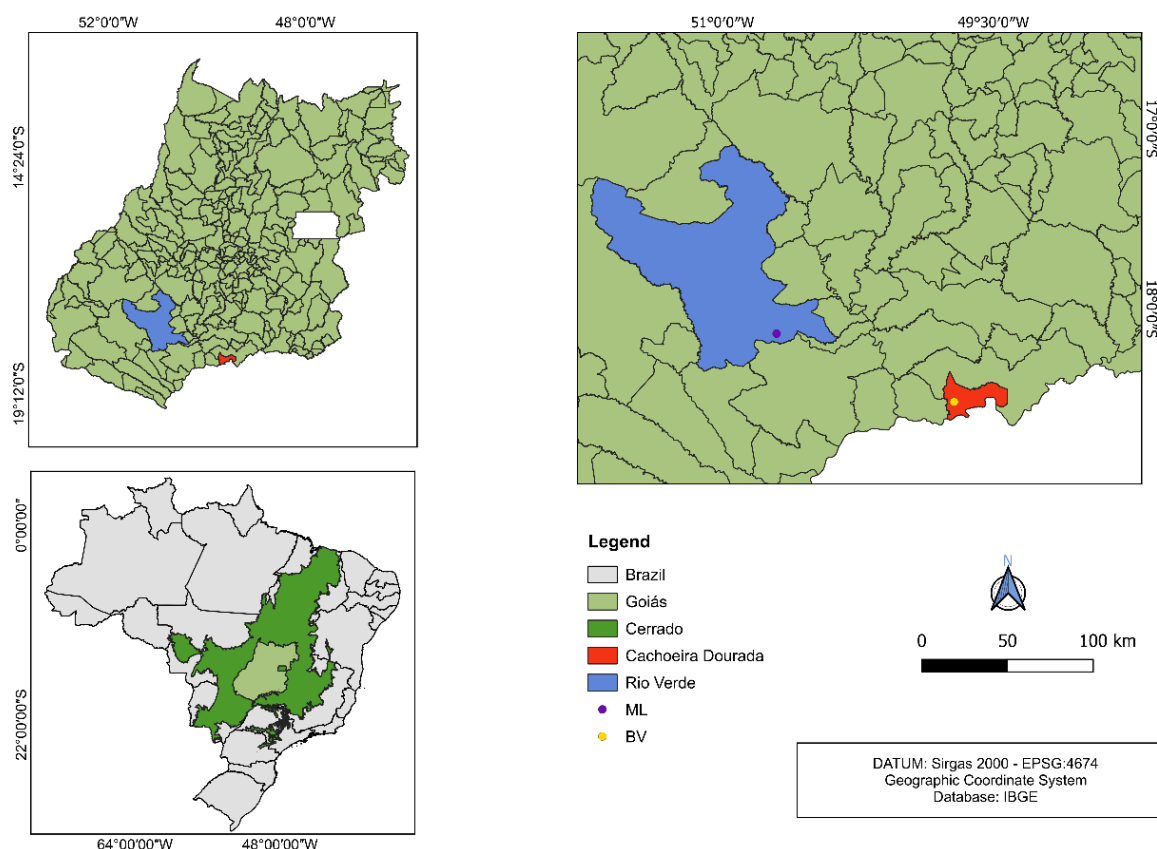 52°0'0"W
48°0'0"W
14°24'0"S
19°12'0"S
51°0'0"W
49°30'0"W
17°0'0"S
18°0'0"S
0°00'00"
22°00'00"S
64°00'00"W
48°00'00"W
Legend
Brazil
Goiás
Cerrado
Cachoeira Dourada
Rio Verde
ML
BV
N
0 50 100 km
DATUM: Sirgas 2000 - EPSG:4674
Geographic Coordinate System
Database: IBGE